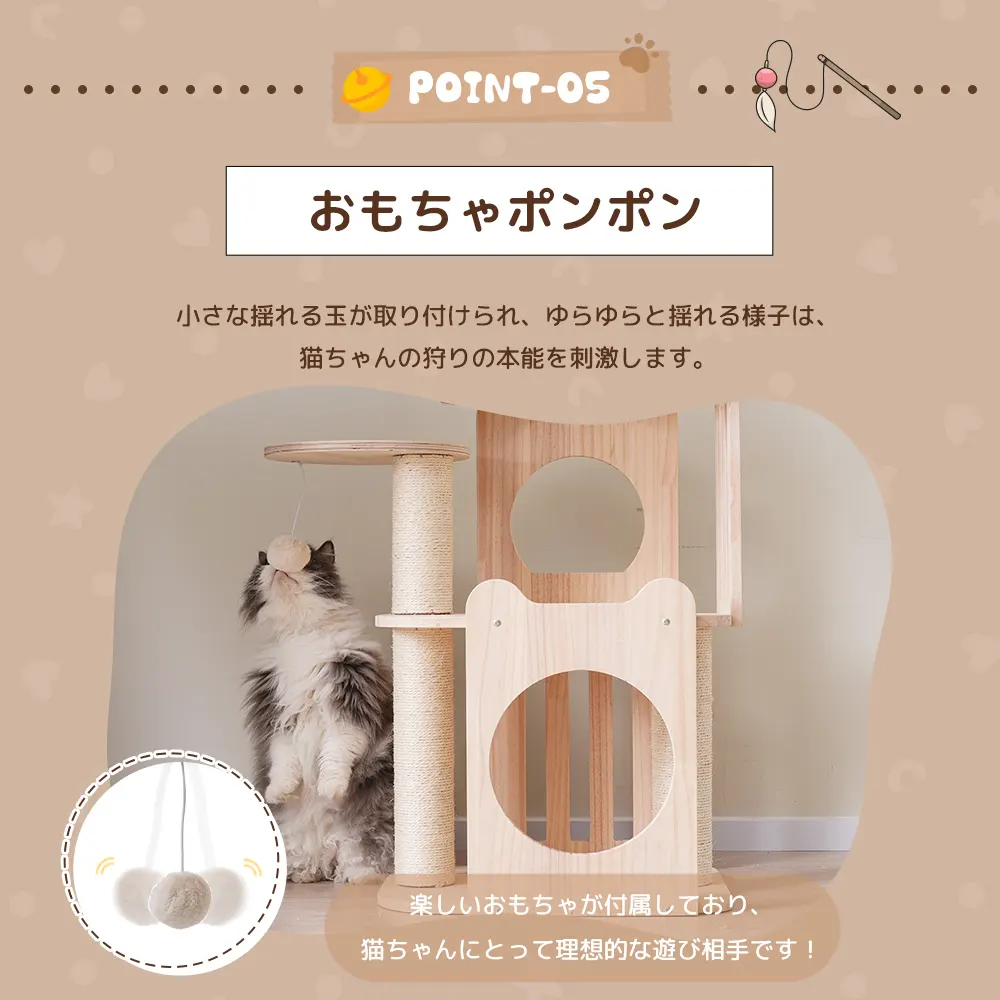 POINT-05
おもちゃポンポン
小さな揺れる玉が取り付けられ、ゆらゆらと揺れる様子は、
猫ちゃんの狩りの本能を刺激します。
楽しいおもちゃが付属しており、
猫ちゃんにとって理想的な遊び相手です！